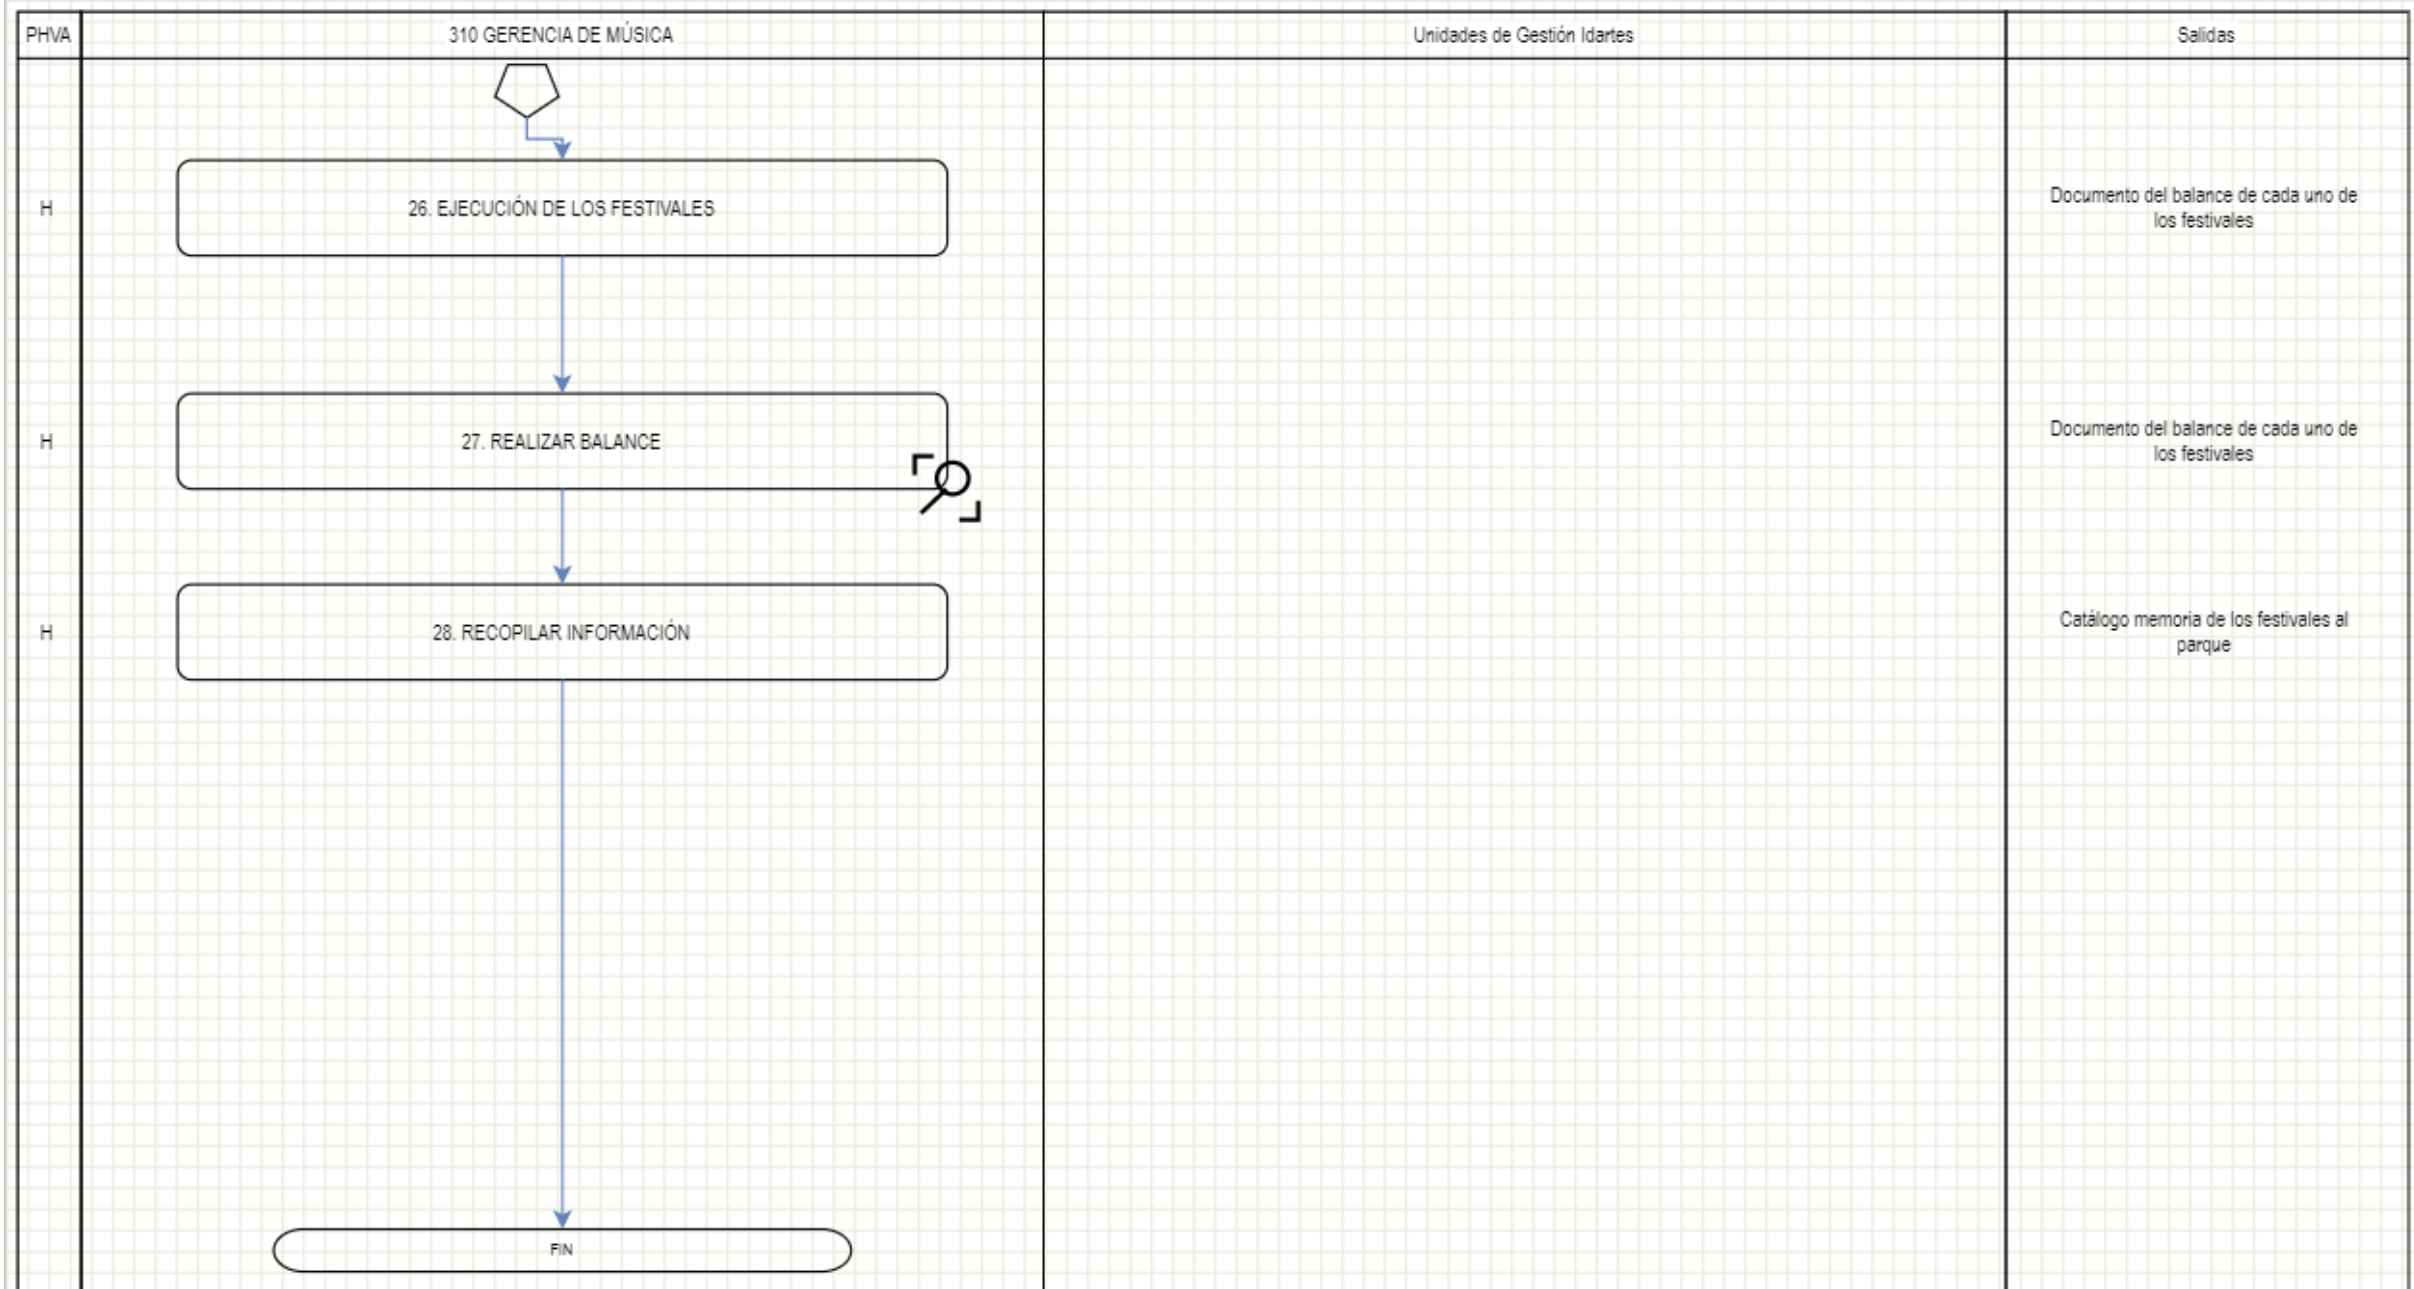 PHVA
310 GERENCIA DE MÚSICA
Unidades de Gestión Idartes
Salidas
H
26. EJECUCIÓN DE LOS FESTIVALES
Documento del balance de cada uno de
los festivales
H
27. REALIZAR BALANCE
Documento del balance de cada uno de
los festivales
H
28. RECOPILAR INFORMACIÓN
Catálogo memoria de los festivales al
parque
FIN